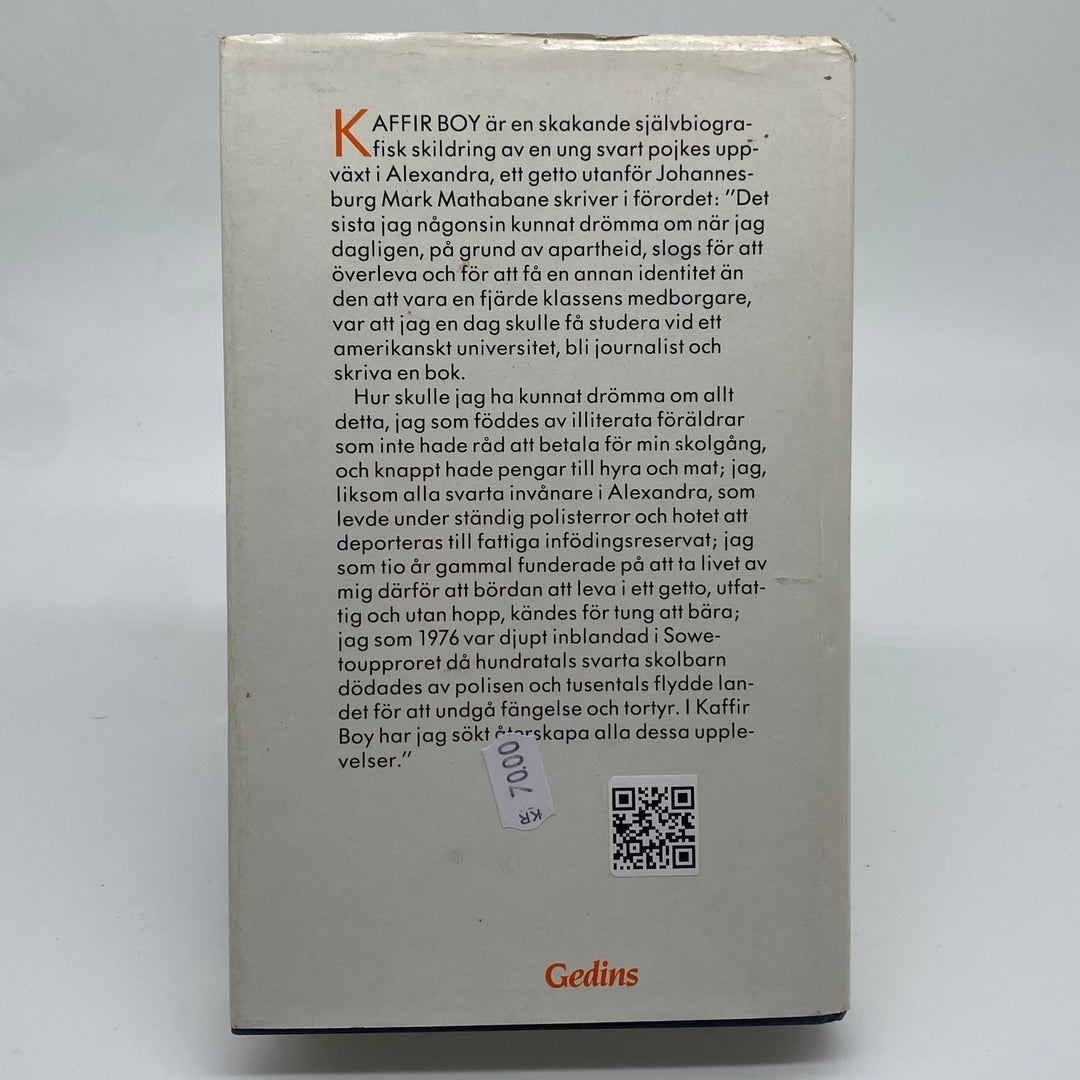 KAFFIR BOY är en skakande självbiogra-
fisk skildring av en ung svart pojkes upp-
växt i Alexandra, ett getto utanför Johannes-
burg Mark Mathabane skriver i förordet: ”Det
sista jag någonsin kunnat drömma om när jag
dagligen, på grund av apartheid, slogs för att
överleva och för att få en annan identitet än
den att vara en fjärde klassens medborgare,
var att jag en dag skulle få studera vid ett
amerikanskt universitet, bli journalist och
skriva en bok.
Hur skulle jag ha kunnat drömma om allt
detta, jag som föddes av illiterata föräldrar
som inte hade råd att betala för min skolgång,
och knappt hade pengar till hyra och mat; jag,
liksom alla svarta invånare i Alexandra, som
levde under ständig polisterror och hotet att
deporteras till fattiga infödingsreservat; jag
som tio år gammal funderade på att ta livet av
mig därför att bördan att leva i ett getto, utfat-
tig och utan hopp, kändes för tung att bära;
jag som 1976 var djupt inblandad i Sowe-
toupproret då hundratals svarta skolbarn
dödades av polisen och tusentals flydde lan-
det för att undgå fängelse och tortyr. I Kaffir
Boy har jag sökt återskapa alla dessa upple-
velser.”
KR 70.00
Gedins